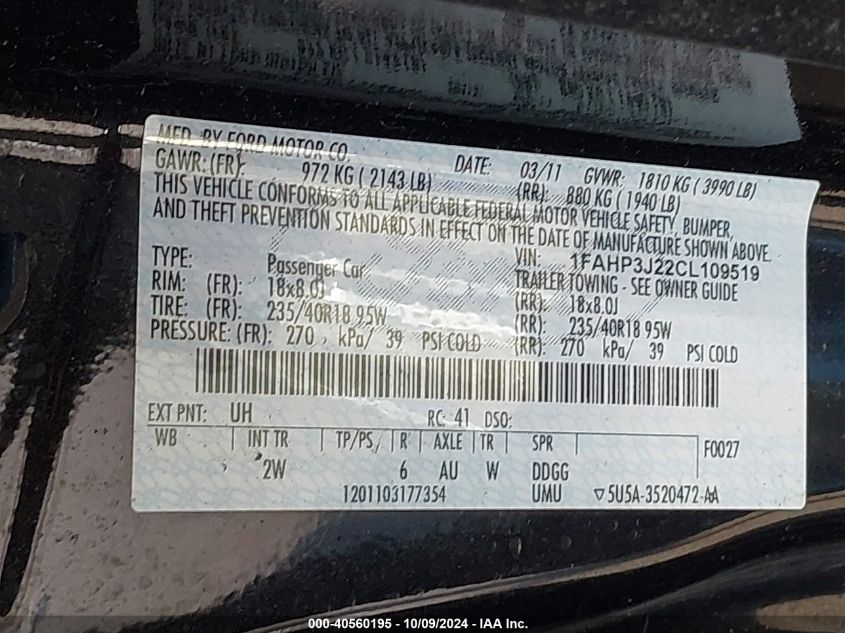 MFD. BY FORD MOTOR CO. DATE: 03/11 GVWR: 1810 KG ( 3990 LB)
GAWR: (FR): 972 KG ( 2143 LB) (RR): 880 KG ( 1940 LB)
THIS VEHICLE CONFORMS TO ALL APPLICABLE FEDERAL MOTOR VEHICLE SAFETY, BUMPER,
AND THEFT PREVENTION STANDARDS IN EFFECT ON THE DATE OF MANUFACTURE SHOWN ABOVE.
VIN: 1FAHP3J22CL109519
TYPE: Passenger Car TRAILER TOWING - SEE OWNER GUIDE
RIM: (FR): 18x8.0J (RR): 18x8.0J
TIRE: (FR): 235/40R18 95W (RR): 235/40R18 95W
PRESSURE: (FR): 270 kPa/ 39 PSI COLD (RR): 270 kPa/ 39 PSI COLD
EXT PNT: UH RC: 41 DSO:
WB INT TR TP/PS R AXLE TR SPR F0027
2W 6 AU W DDGG
1201103177354 UMU ▽5U5A-3520472-AA
000-40560195 - 10/09/2024 - IAA Inc.